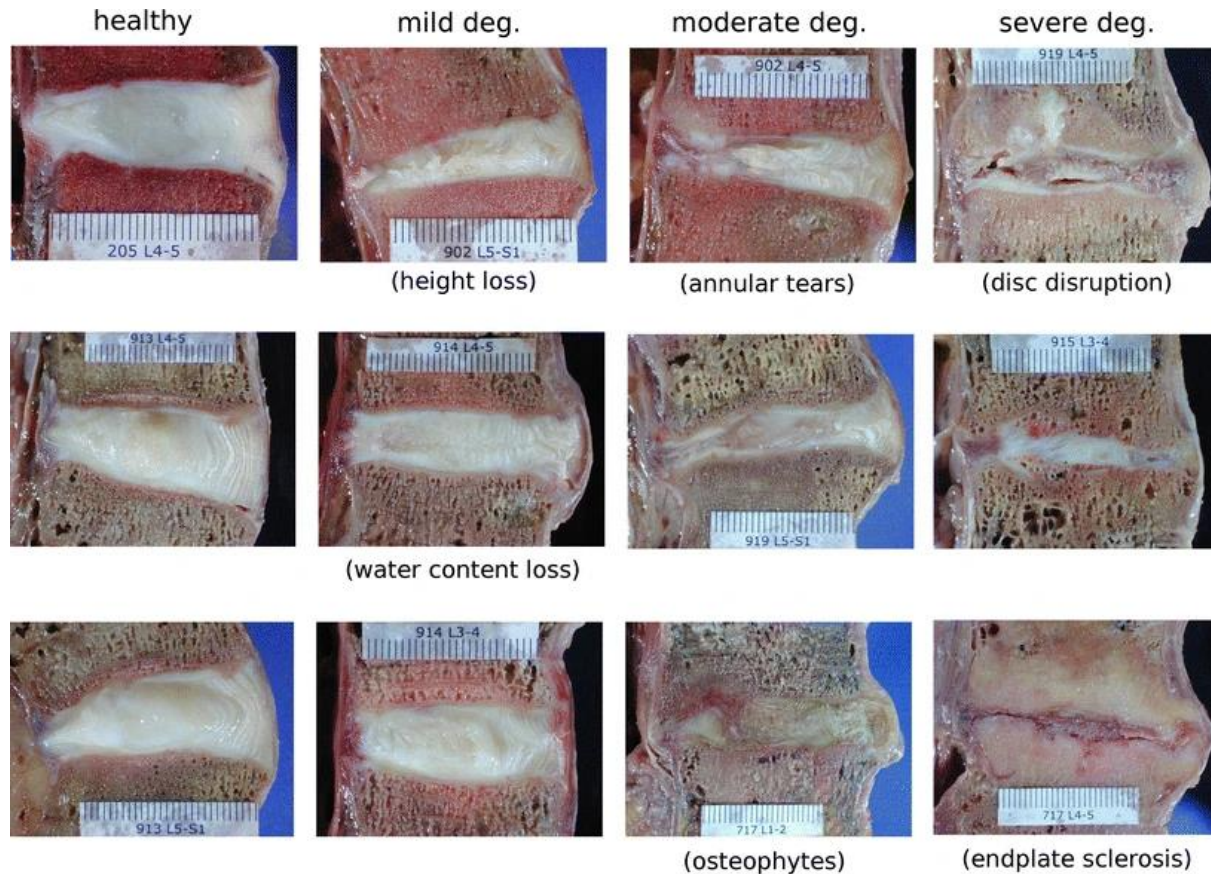 healthy mild deg. moderate deg. severe deg.
902 L4-5 919 L4-5
205 L4-5 902 L5-S1
(height loss) (annular tears) (disc disruption)
913 L4-5 914 L4-5 915 L3-4
919 L5-S1
(water content loss)
914 L3-4
913 L5-S1 717 L1-2 717 L4-5
(osteophytes) (endplate sclerosis)